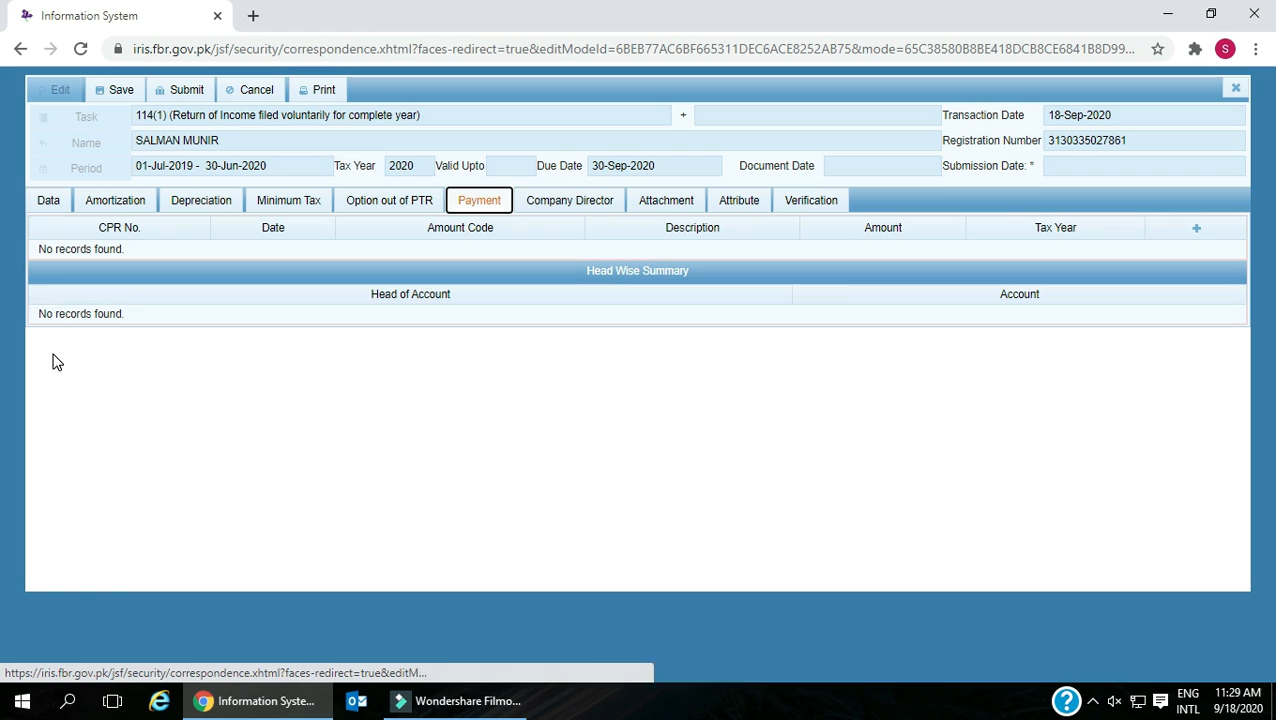 Information System
iris.fbr.gov.pk/jsf/security/correspondence.xhtml?faces-redirect=true&editModeId=6BEB77AC6BF665311DEC6ACE8252AB75&mode=65C38580B8BE418DCB8CE6841B8D99...
S
Edit Save Submit Cancel Print
Task 114(1) (Return of Income filed voluntarily for complete year) + Transaction Date 18-Sep-2020
Name SALMAN MUNIR Registration Number 3130335027861
Period 01-Jul-2019 - 30-Jun-2020 Tax Year 2020 Valid Upto Due Date 30-Sep-2020 Document Date Submission Date: *
Data Amortization Depreciation Minimum Tax Option out of PTR Payment Company Director Attachment Attribute Verification
CPR No. Date Amount Code Description Amount Tax Year +
No records found.
Head Wise Summary
Head of Account Account
No records found.
https://iris.fbr.gov.pk/jsf/security/correspondence.xhtml?faces-redirect=true&editM...
Information Syste... Wondershare Filmo... ENG 11:29 AM
INTL 9/18/2020